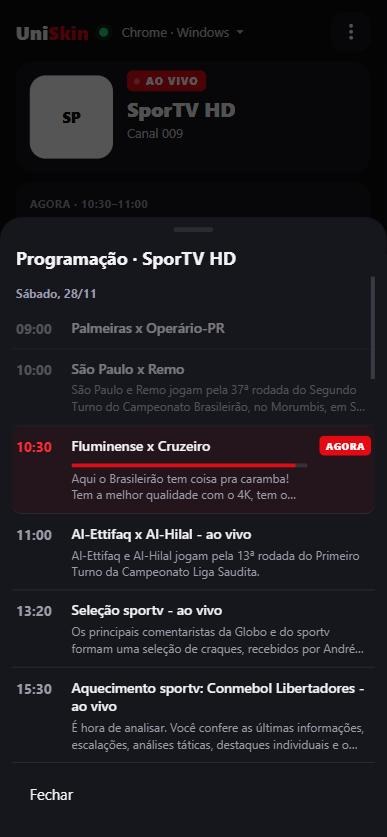 UniSkin Chrome · Windows
SP
AO VIVO
SporTV HD
Canal 009
AGORA · 10:30–11:00
Programação · SporTV HD
Sábado, 28/11
09:00 Palmeiras x Operário-PR
10:00 São Paulo x Remo
São Paulo e Remo jogam pela 37ª rodada do Segundo
Turno do Campeonato Brasileirão, no Morumbis, em S...
10:30 Fluminense x Cruzeiro AGORA
Aqui o Brasileirão tem coisa pra caramba!
Tem a melhor qualidade com o 4K, tem o...
11:00 Al-Ettifaq x Al-Hilal - ao vivo
Al-Ettifaq e Al-Hilal jogam pela 13ª rodada do Primeiro
Turno da Campeonato Liga Saudita.
13:20 Seleção sportv - ao vivo
Os principais comentaristas da Globo e do sportv
formam uma seleção de craques, recebidos por André...
15:30 Aquecimento sportv: Conmebol Libertadores -
ao vivo
É hora de analisar. Você confere as últimas informações,
escalações, análises táticas, destaques individuais e o...
Fechar